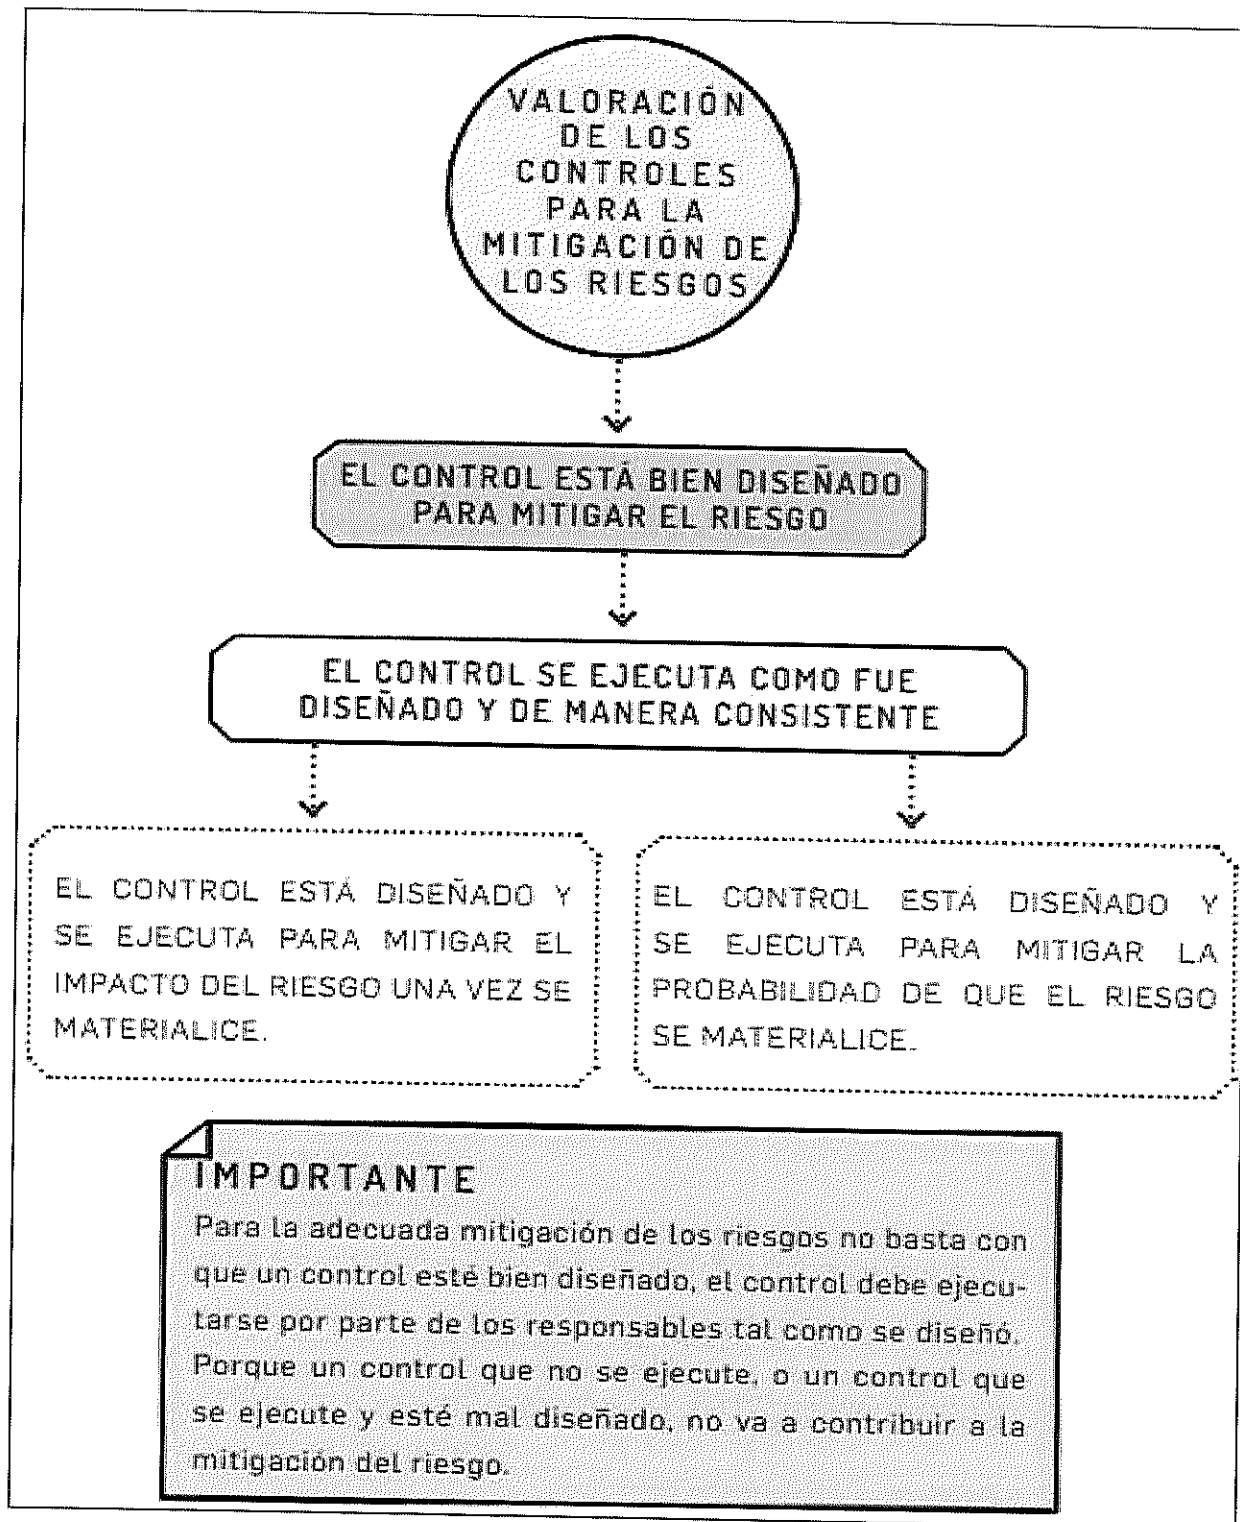 VALORACIÓN
DE LOS
CONTROLES
PARA LA
MITIGACIÓN DE
LOS RIESGOS
EL CONTROL ESTÁ BIEN DISEÑADO
PARA MITIGAR EL RIESGO
EL CONTROL SE EJECUTA COMO FUE
DISEÑADO Y DE MANERA CONSISTENTE
EL CONTROL ESTÁ DISEÑADO Y
SE EJECUTA PARA MITIGAR EL
IMPACTO DEL RIESGO UNA VEZ SE
MATERIALICE.
EL CONTROL ESTÁ DISEÑADO Y
SE EJECUTA PARA MITIGAR LA
PROBABILIDAD DE QUE EL RIESGO
SE MATERIALICE.
IMPORTANTE
Para la adecuada mitigación de los riesgos no basta con
que un control esté bien diseñado, el control debe ejecu-
tarse por parte de los responsables tal como se diseñó.
Porque un control que no se ejecute, o un control que
se ejecute y esté mal diseñado, no va a contribuir a la
mitigación del riesgo.